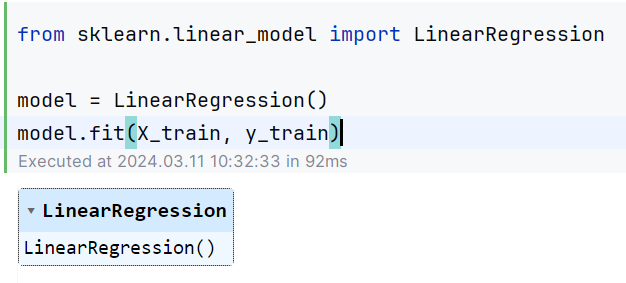 from sklearn.linear_model import LinearRegression
model = LinearRegression()
model.fit(X_train, y_train)
Executed at 2024.03.11 10:32:33 in 92ms
LinearRegression
LinearRegression()